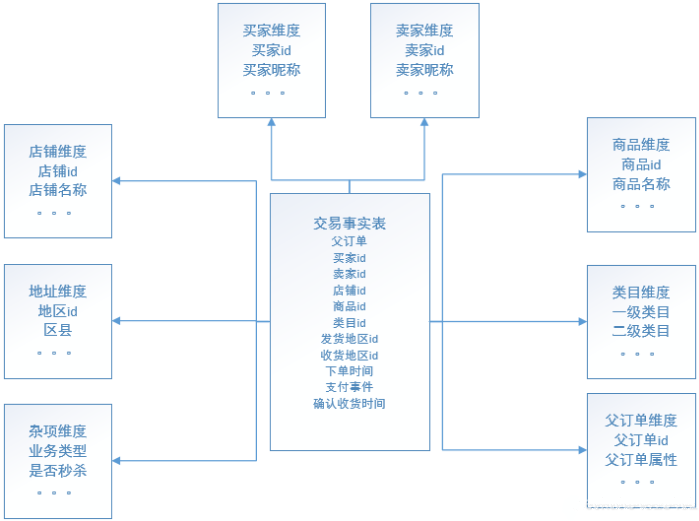 买家维度
买家id
买家昵称
。。。
卖家维度
卖家id
卖家昵称
。。。
店铺维度
店铺id
店铺名称
。。。
商品维度
商品id
商品名称
。。。
交易事实表
父订单
买家id
卖家id
店铺id
商品id
类目id
发货地区id
收货地区id
下单时间
支付事件
确认收货时间
地址维度
地区id
区县
。。。
类目维度
一级类目
二级类目
。。。
杂项维度
业务类型
是否秒杀
。。。
父订单维度
父订单id
父订单属性
。。。